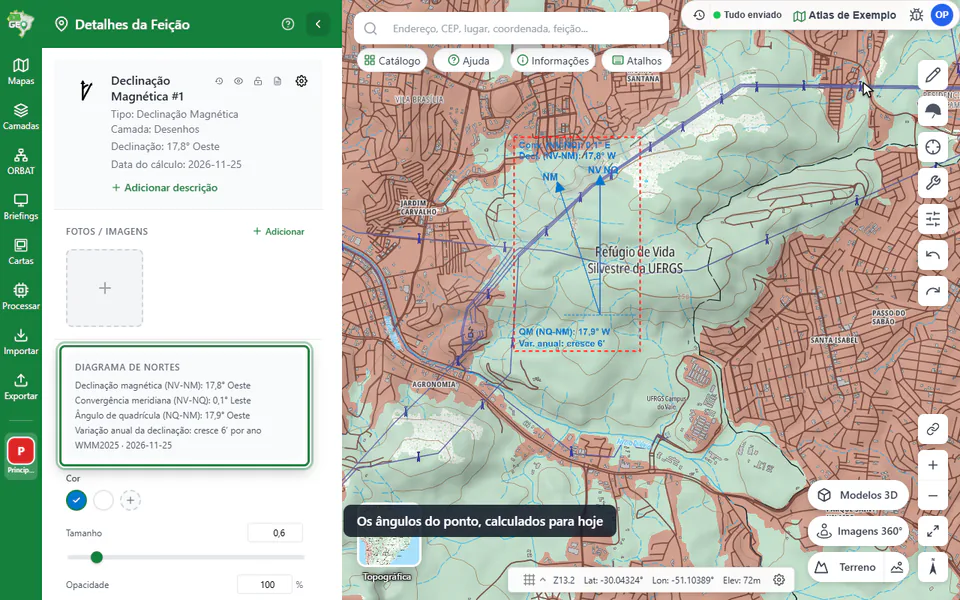 GEO
Detalhes da Feição
Mapas
Camadas
ORBAT
Briefings
Cartas
Processar
Importar
Exportar
P
Princip...
Declinação
Magnética #1
Tipo: Declinação Magnética
Camada: Desenhos
Declinação: 17,8° Oeste
Data do cálculo: 2026-11-25
+ Adicionar descrição
FOTOS / IMAGENS
+ Adicionar
DIAGRAMA DE NORTES
Declinação magnética (NV-NM): 17,8° Oeste
Convergência meridiana (NV-NQ): 0,1° Leste
Ângulo de quadrícula (NQ-NM): 17,9° Oeste
Variação anual da declinação: cresce 6' por ano
WMM2025 · 2026-11-25
Cor
Tamanho
0,6
Opacidade
100 %
Endereço, CEP, lugar, coordenada, feição...
Tudo enviado
Atlas de Exemplo
OP
Catálogo
Ajuda
Informações
Atalhos
SANTANA
VILA BRASÍLIA
Conv. (NV-NQ): 0,1° E
Decl. (NV-NM): 17,8° W
NM
NV NQ
JARDIM
CARVALHO
Refúgio de Vida
Silvestre da UFRGS
QM (NQ-NM): 17,9° W
Var. anual: cresce 6'
PASSO DO
SABÃO
SANTA ISABEL
AGRONOMIA
UFRGS Campus
do Vale
Modelos 3D
Imagens 360°
Terreno
Os ângulos do ponto, calculados para hoje
Topográfica
Z13.2 Lat: -30.04324° Lon: -51.10389° Elev: 72m